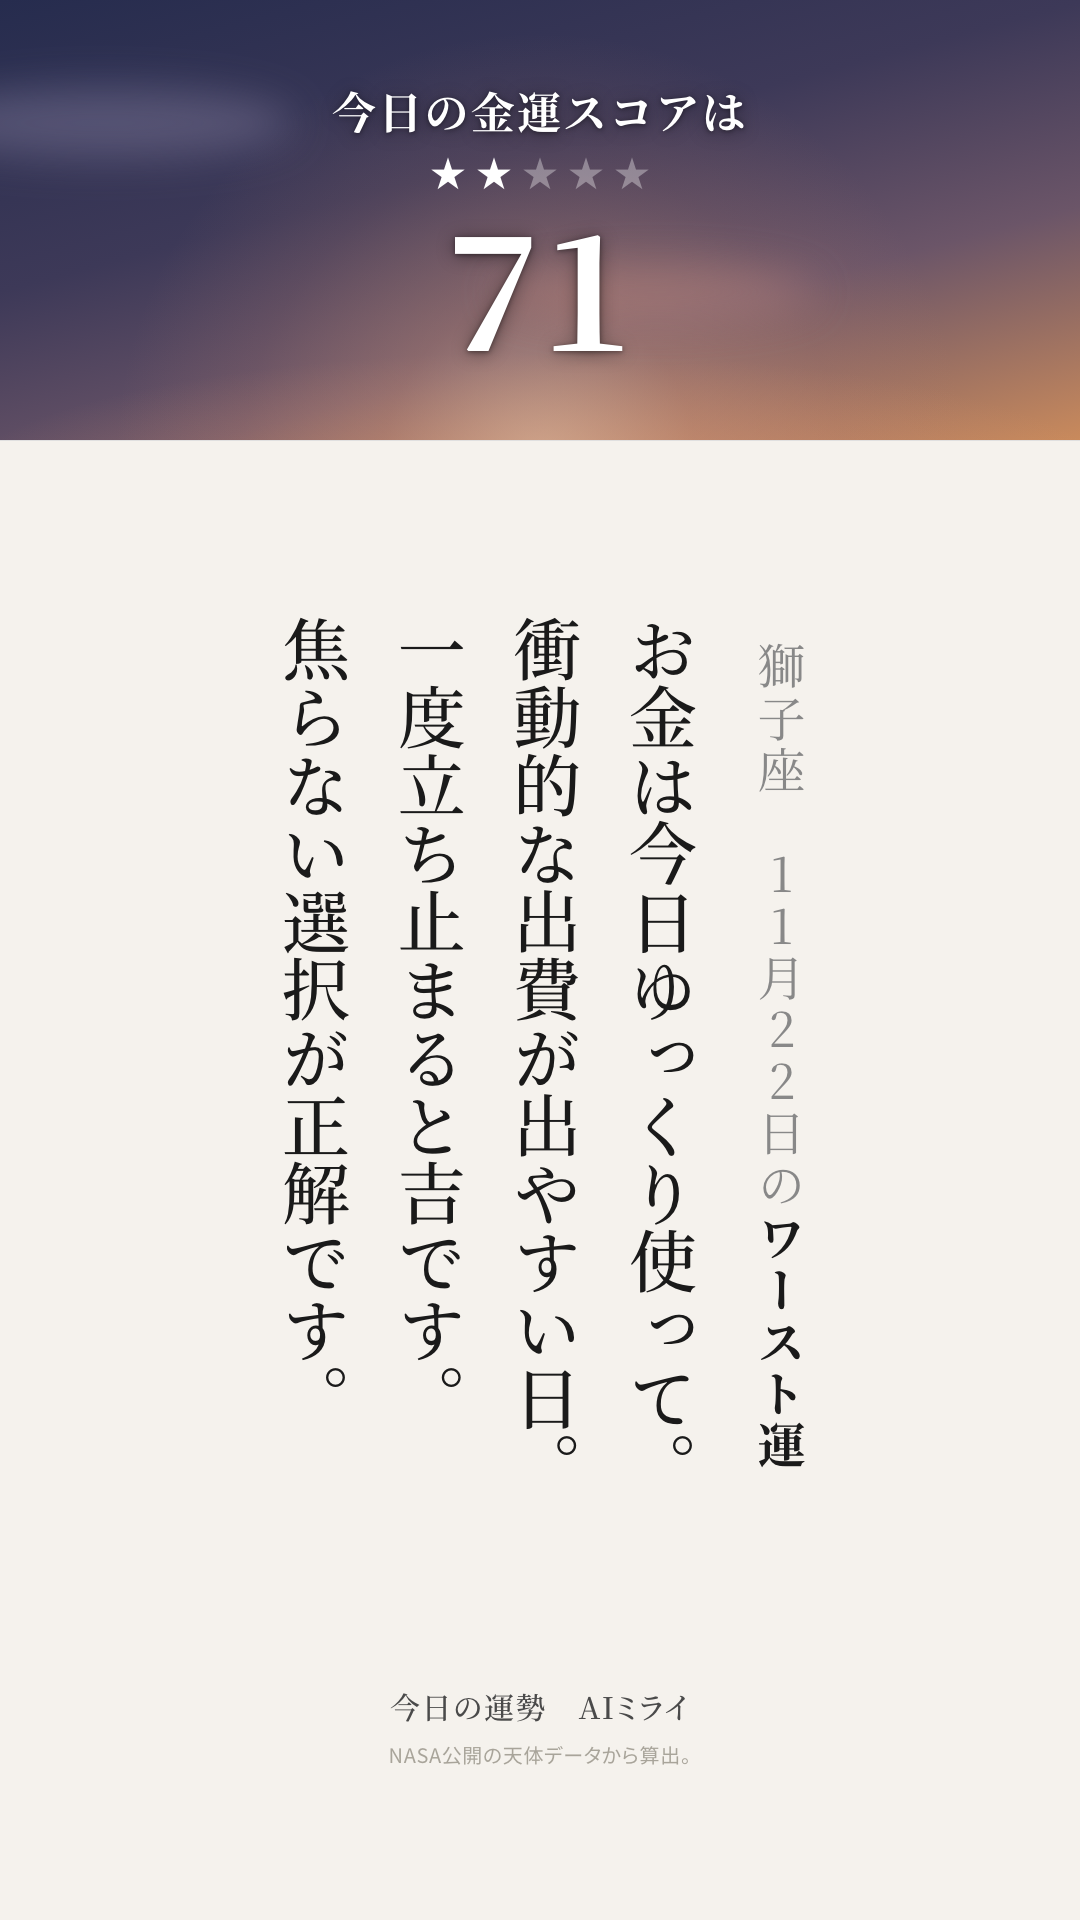 今日の金運スコアは
★★★★★
71
獅子座　11月22日のワースト運
お金は今日ゆっくり使って。
衝動的な出費が出やすい日。
一度立ち止まると吉です。
焦らない選択が正解です。
今日の運勢　AIミライ
NASA公開の天体データから算出。